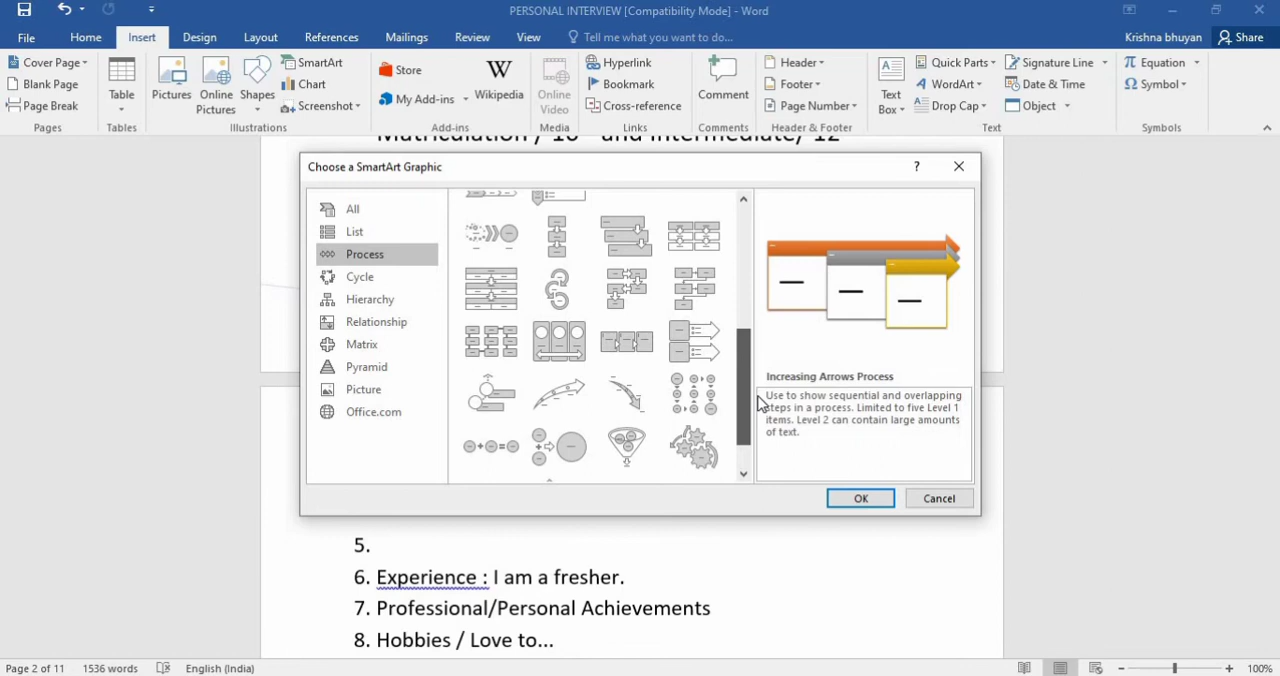 PERSONAL INTERVIEW [Compatibility Mode] - Word
File Home Insert Design Layout References Mailings Review View Tell me what you want to do... Krishna bhuyan Share
Cover Page
Blank Page
Page Break
Pages
Table
Tables
Pictures
Online Pictures
Shapes
SmartArt
Chart
Screenshot
Illustrations
Store
My Add-ins
Wikipedia
Add-ins
Online Video
Media
Hyperlink
Bookmark
Cross-reference
Links
Comment
Comments
Header
Footer
Page Number
Header & Footer
Text Box
Quick Parts
WordArt
Drop Cap
Signature Line
Date & Time
Object
Text
Equation
Symbol
Symbols
Matriculation / 10 and Intermediate/ 12
Choose a SmartArt Graphic
All
List
Process
Cycle
Hierarchy
Relationship
Matrix
Pyramid
Picture
Office.com
Increasing Arrows Process
Use to show sequential and overlapping
steps in a process. Limited to five Level 1
items. Level 2 can contain large amounts
of text.
OK Cancel
5.
6. Experience : I am a fresher.
7. Professional/Personal Achievements
8. Hobbies / Love to...
Page 2 of 11 1536 words English (India) 100%